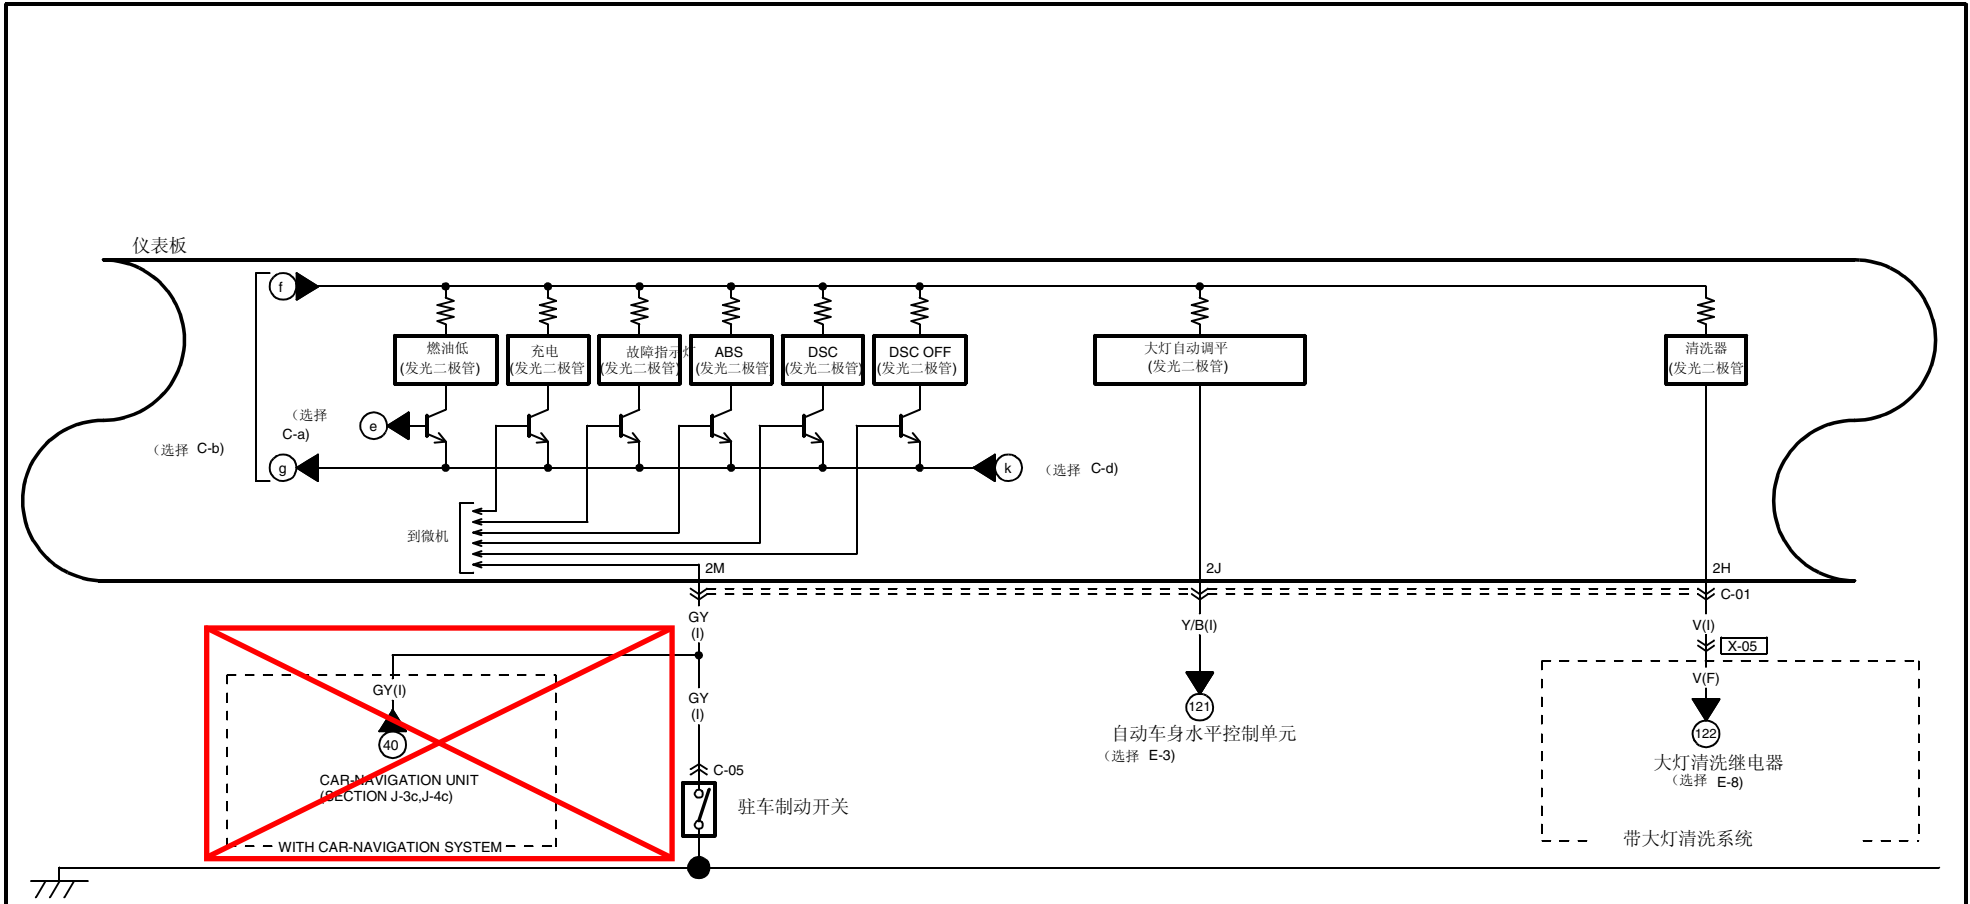 仪表板
f
燃油低
(发光二极管)
充电
(发光二极管
故障指示灯
(发光二极管)
ABS
(发光二极管
DSC
(发光二极管)
DSC OFF
(发光二极管)
大灯自动调平
(发光二极管)
清洗器
(发光二极管
（选择
C-a)
e
（选择 C-b)
g
k
（选择 C-d)
到微机
2M
2J
2H
C-01
GY
(I)
Y/B(I)
V(I)
X-05
GY(I)
GY
(I)
V(F)
40
121
122
自动车身水平控制单元
（选择 E-3)
大灯清洗继电器
（选择 E-8)
CAR-NAVIGATION UNIT
(SECTION J-3c,J-4c)
C-05
驻车制动开关
WITH CAR-NAVIGATION SYSTEM
带大灯清洗系统